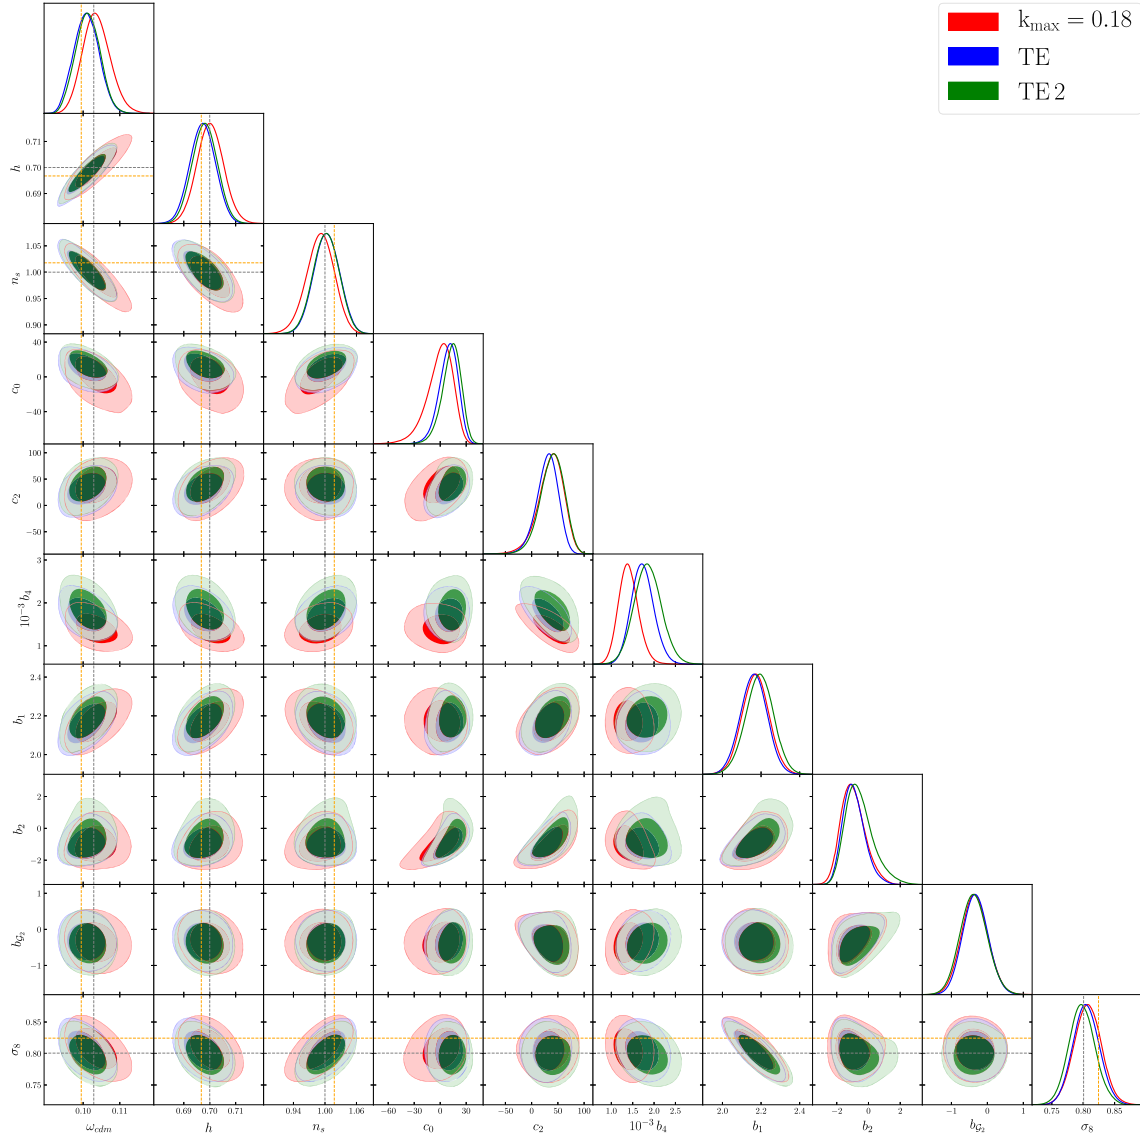 k_max = 0.18
TE
TE 2
0.71
0.70
0.69
h
1.05
1.00
0.95
0.90
n_s
40
0
−40
c_0
100
50
0
−50
c_2
3
2
1
10^−3 b_4
2.4
2.2
2.0
b_1
2
0
−2
b_2
1
0
−1
b_G_2
0.85
0.80
0.75
σ_8
0.10 0.11 0.69 0.70 0.71 0.94 1.00 1.06 −60 −30 0 30 −50 0 50 100 1.0 1.5 2.0 2.5 2.0 2.2 2.4 −2 0 2 −1 0 1 0.75 0.80 0.85
ω_cdm h n_s c_0 c_2 10^−3 b_4 b_1 b_2 b_G_2 σ_8